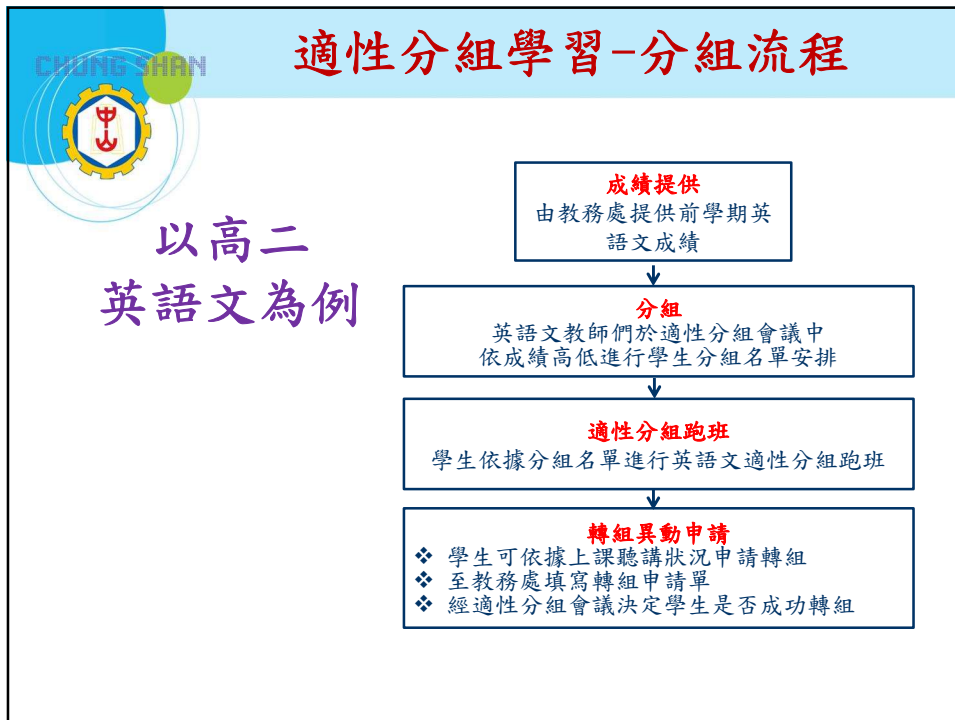 適性分組學習-分組流程
CHUNG SHAN
中山
以高二
英語文為例
成績提供
由教務處提供前學期英
語文成績
分組
英語文教師們於適性分組會議中
依成績高低進行學生分組名單安排
適性分組跑班
學生依據分組名單進行英語文適性分組跑班
轉組異動申請
❖ 學生可依據上課聽講狀況申請轉組
❖ 至教務處填寫轉組申請單
❖ 經適性分組會議決定學生是否成功轉組